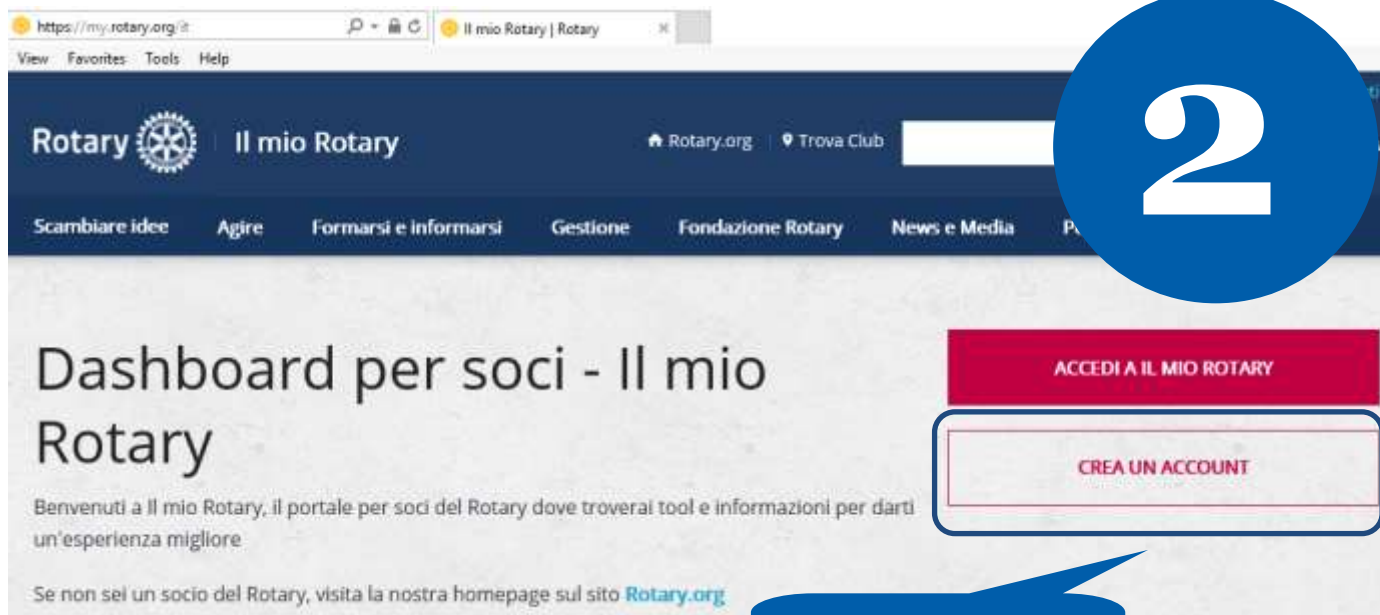 https://my.rotary.org/it
Il mio Rotary | Rotary
View Favorites Tools Help
Rotary
Il mio Rotary
Rotary.org
Trova Club
2
Scambiare idee Agire Formarsi e informarsi Gestione Fondazione Rotary News e Media
Dashboard per soci - Il mio
Rotary
ACCEDI A IL MIO ROTARY
CREA UN ACCOUNT
Benvenuti a Il mio Rotary, il portale per soci del Rotary dove troverai tool e informazioni per darti
un'esperienza migliore
Se non sei un socio del Rotary, visita la nostra homepage sul sito Rotary.org